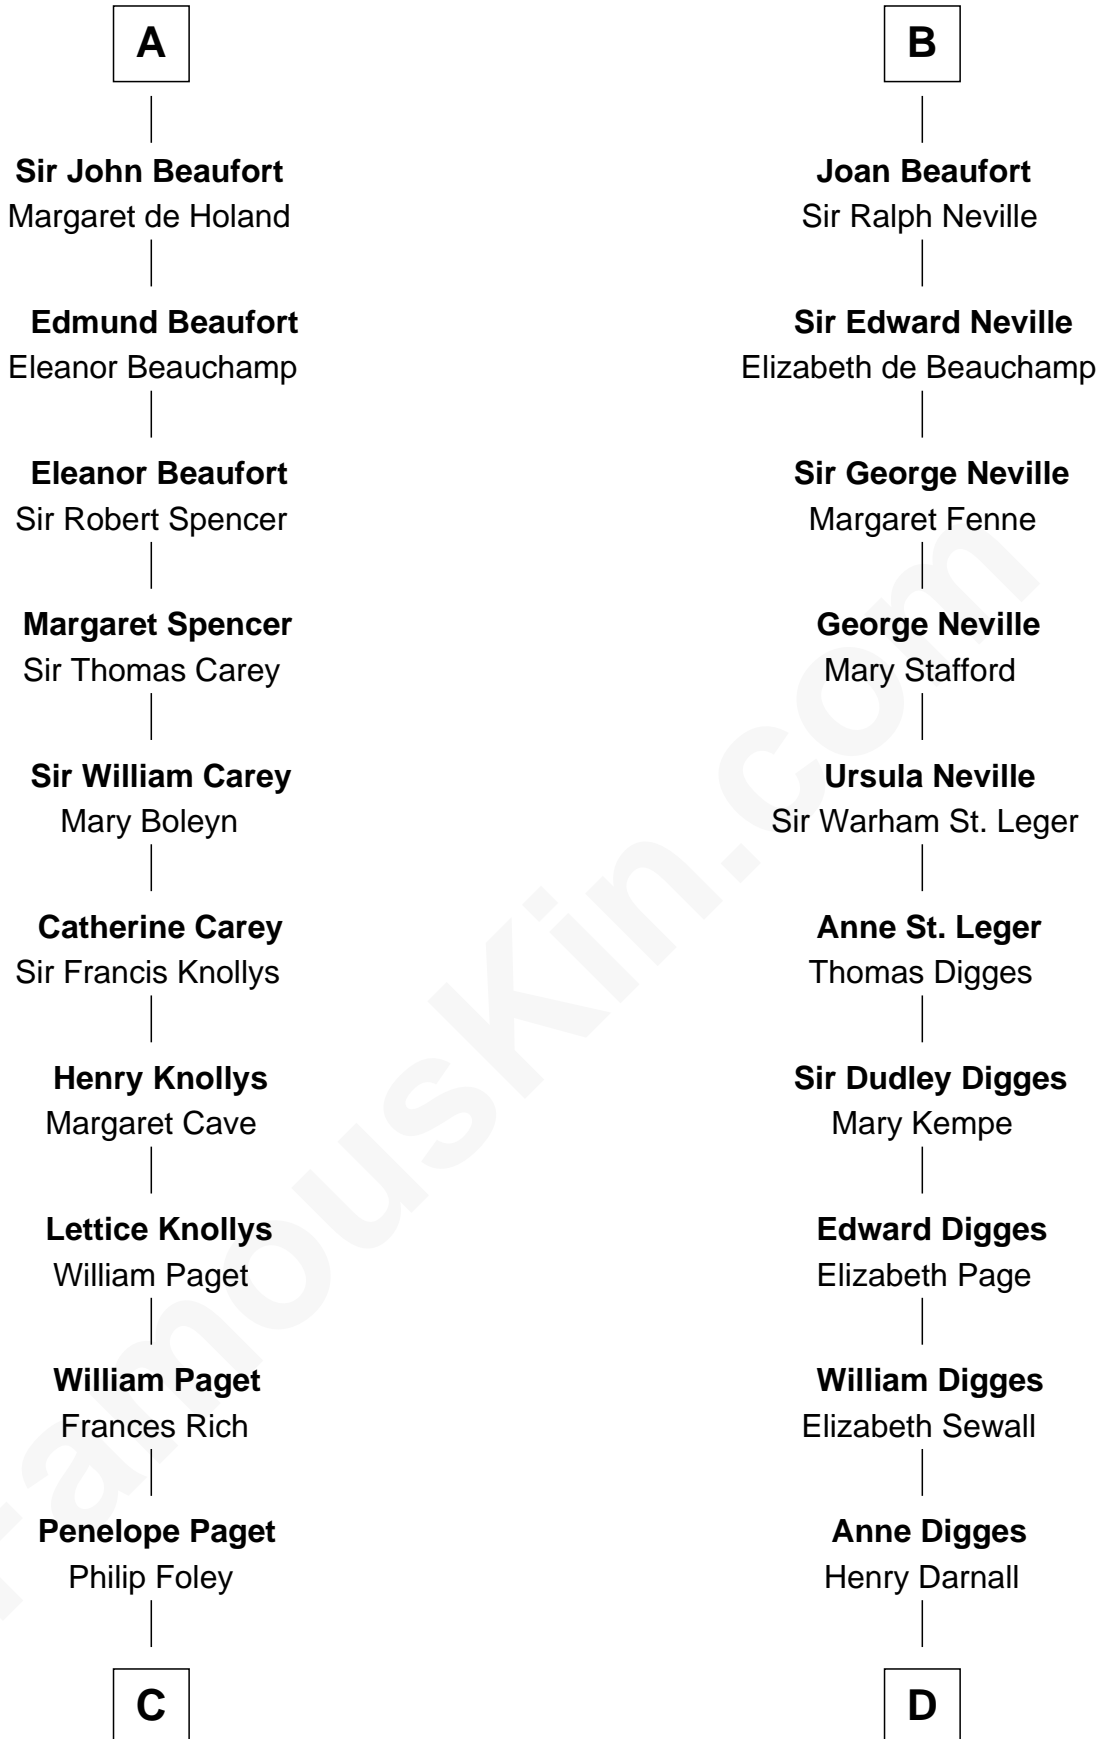 A
Sir John Beaufort
Margaret de Holand
Edmund Beaufort
Eleanor Beauchamp
Eleanor Beaufort
Sir Robert Spencer
Margaret Spencer
Sir Thomas Carey
Sir William Carey
Mary Boleyn
Catherine Carey
Sir Francis Knollys
Henry Knollys
Margaret Cave
Lettice Knollys
William Paget
William Paget
Frances Rich
Penelope Paget
Philip Foley
C
B
Joan Beaufort
Sir Ralph Neville
Sir Edward Neville
Elizabeth de Beauchamp
Sir George Neville
Margaret Fenne
George Neville
Mary Stafford
Ursula Neville
Sir Warham St. Leger
Anne St. Leger
Thomas Digges
Sir Dudley Digges
Mary Kempe
Edward Digges
Elizabeth Page
William Digges
Elizabeth Sewall
Anne Digges
Henry Darnall
D
FamousKin.com